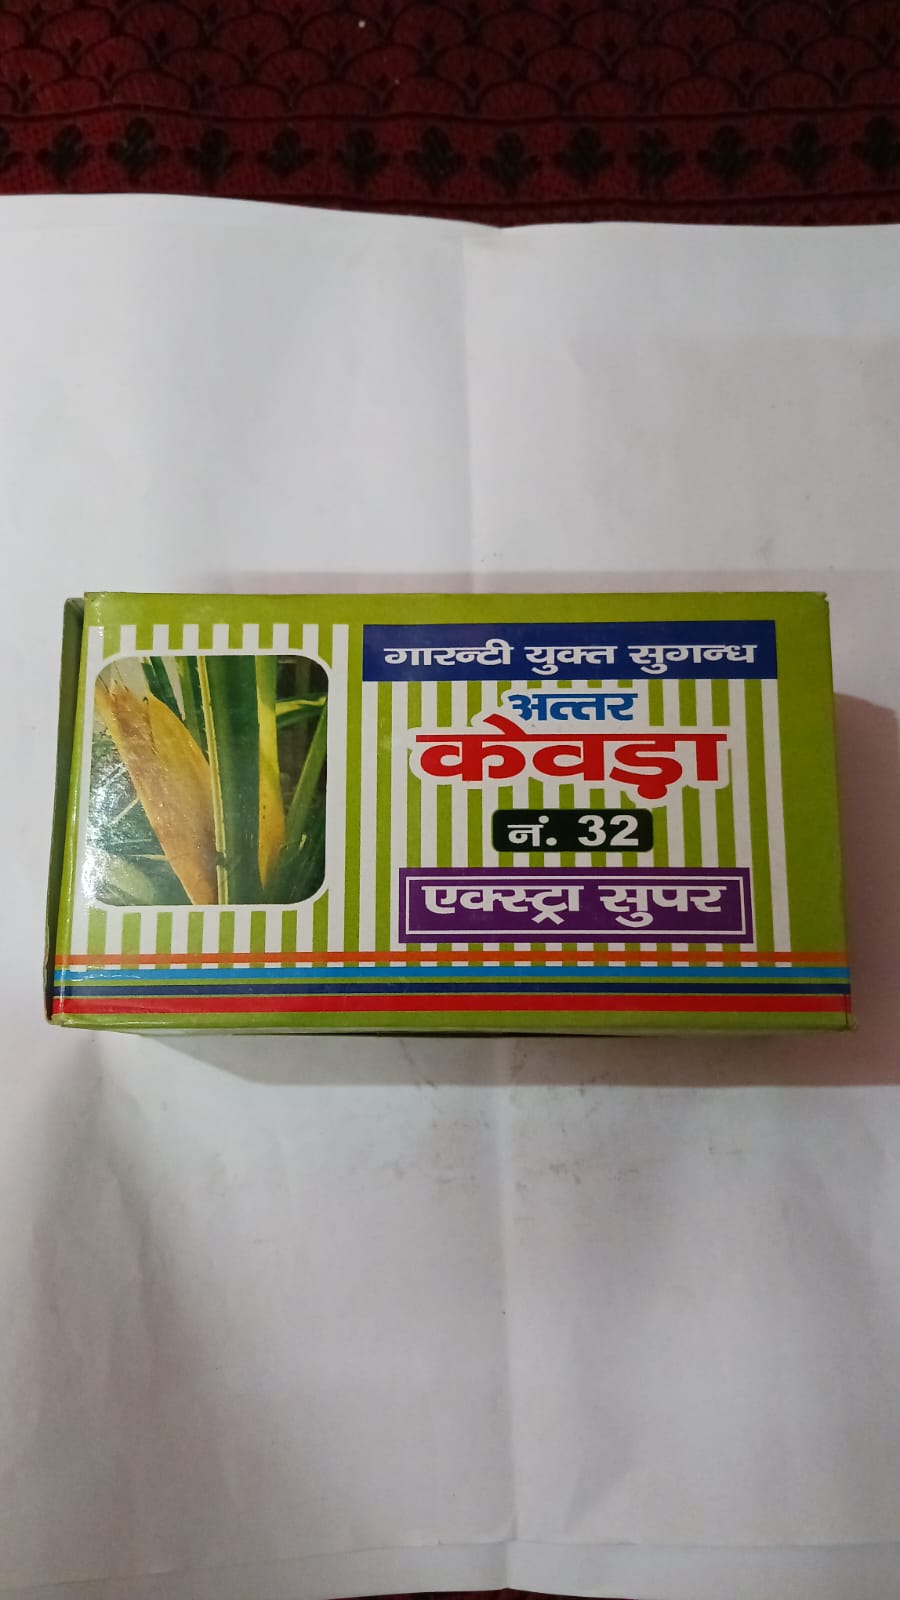 गारन्टी युक्त सुगन्ध
अत्तर
केवड़ा
नं. 32
एक्स्ट्रा सुपर